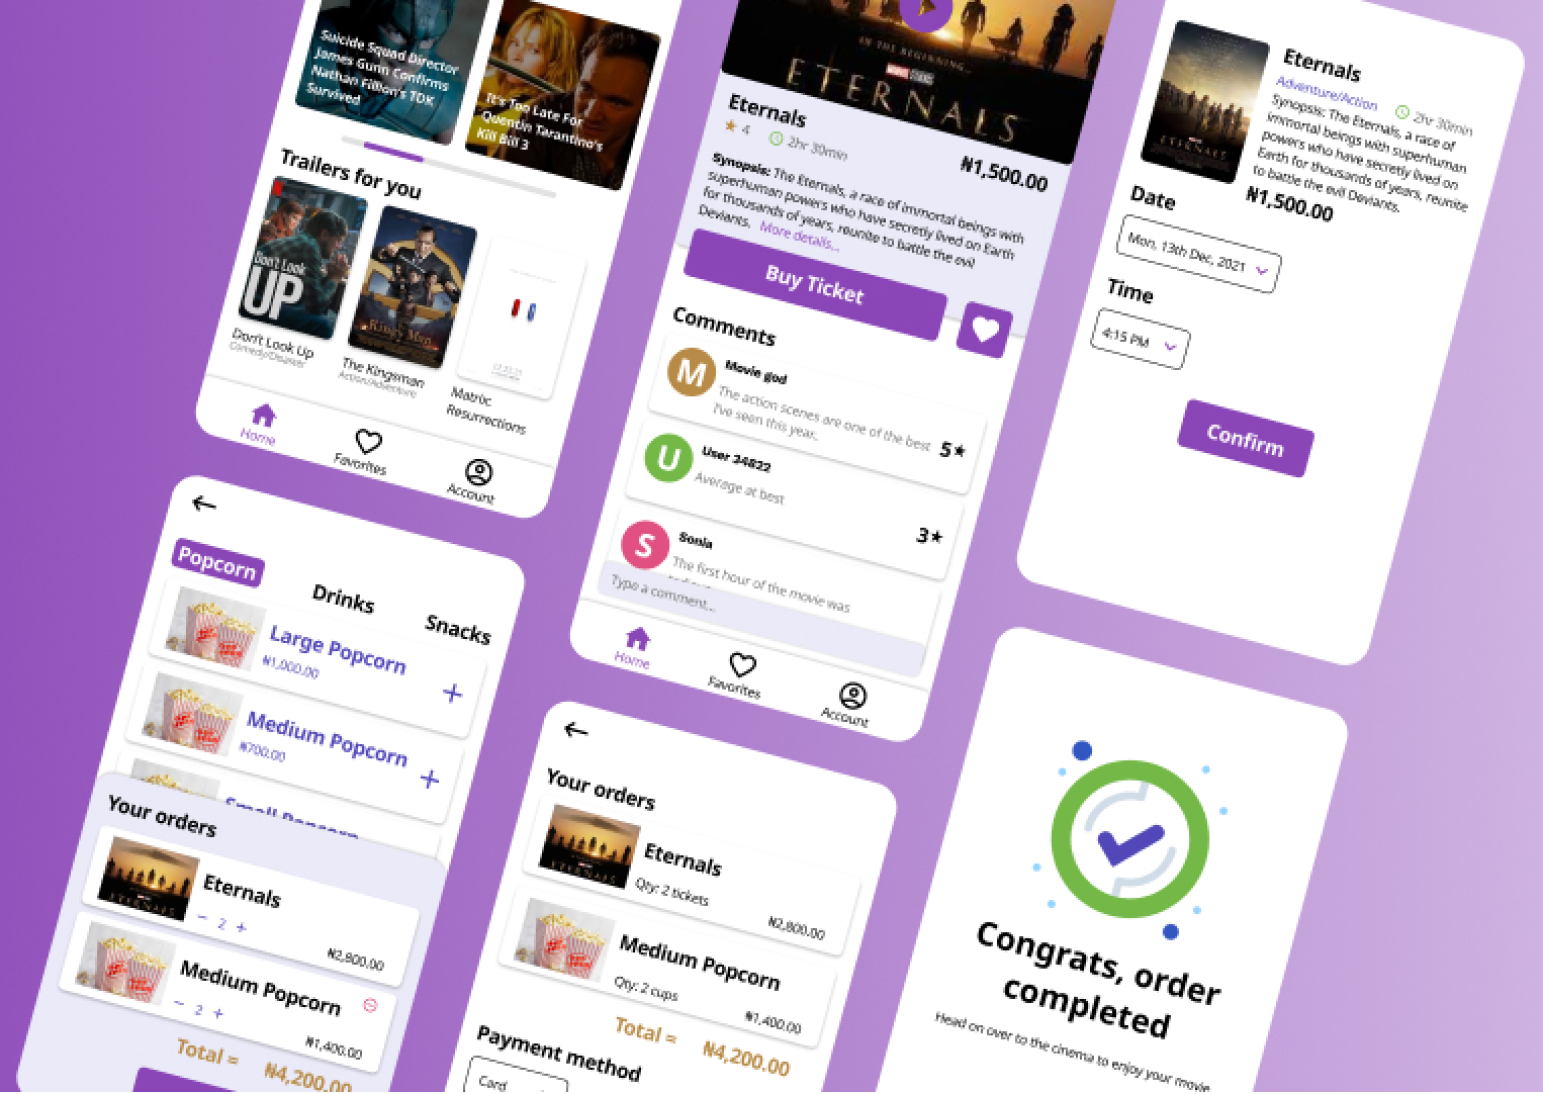 Suicide Squad Director
James Gunn Confirms
Nathan Fillion's TDK
Survived
It's Too Late For
Quentin Tarantino's
Kill Bill 3
Trailers for you
Don't Look
UP
King's Man
Don't Look Up
Comedy/Disaster
The Kingsman
Action/Adventure
Matrix
Resurrections
Home
Favorites
Account
IN THE BEGINNING...
MARVEL STUDIOS
ETERNALS
Eternals
4
2hr 30min
₦1,500.00
Synopsis: The Eternals, a race of immortal beings with
superhuman powers who have secretly lived on Earth
for thousands of years, reunite to battle the evil
Deviants. More details...
Buy Ticket
Comments
M
Movie god
The action scenes are one of the best
I've seen this year.
5★
U
User 34822
Average at best
3★
S
Sonia
The first hour of the movie was
Type a comment...
Home
Favorites
Account
ETERNALS
Eternals
Adventure/Action
2hr 30min
Synopsis: The Eternals, a race of
immortal beings with superhuman
powers who have secretly lived on
Earth for thousands of years, reunite
to battle the evil Deviants.
₦1,500.00
Date
Mon, 13th Dec, 2021
Time
4:15 PM
Confirm
Popcorn
Drinks
Snacks
Large Popcorn
₦1,000.00
+
Medium Popcorn
₦700.00
+
Small Popcorn
Your orders
ETERNALS
Eternals
− 2 +
₦2,800.00
Medium Popcorn
− 2 +
₦1,400.00
Total = ₦4,200.00
Your orders
ETERNALS
Eternals
Qty: 2 tickets
₦2,800.00
Medium Popcorn
Qty: 2 cups
₦1,400.00
Total = ₦4,200.00
Payment method
Card
Congrats, order
completed
Head on over to the cinema to enjoy your movie